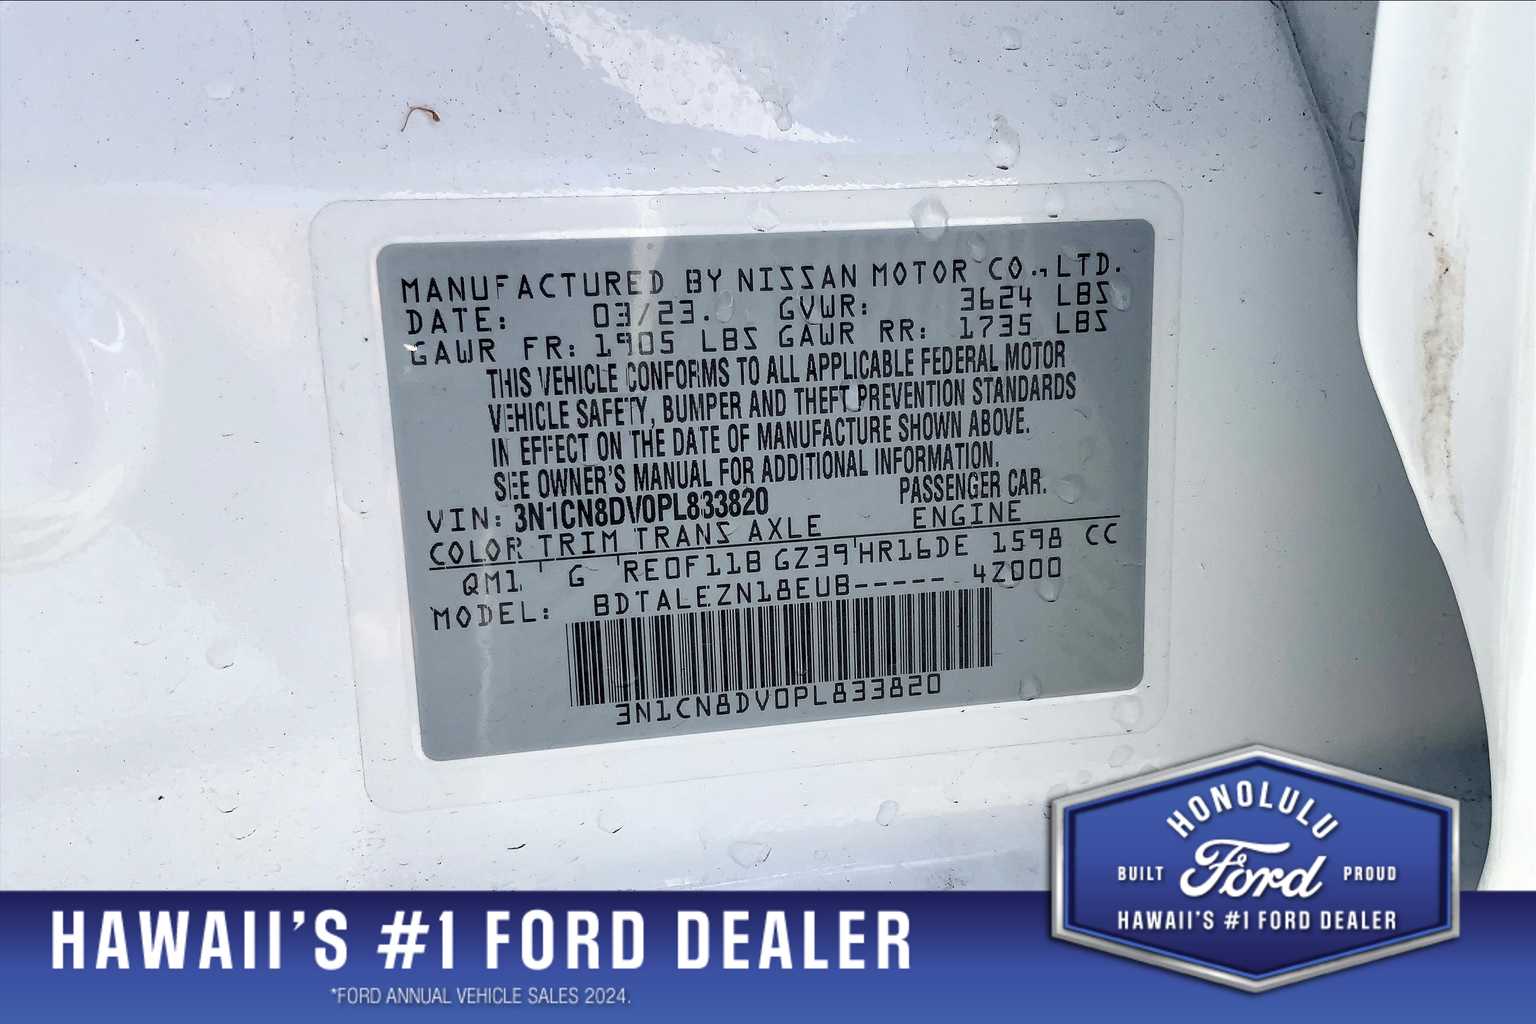 MANUFACTURED BY NISSAN MOTOR CO., LTD.
DATE: 03/23. GVWR: 3624 LBS
GAWR FR: 1905 LBS GAWR RR: 1735 LBS
THIS VEHICLE CONFORMS TO ALL APPLICABLE FEDERAL MOTOR
VEHICLE SAFETY, BUMPER AND THEFT PREVENTION STANDARDS
IN EFFECT ON THE DATE OF MANUFACTURE SHOWN ABOVE.
SEE OWNER'S MANUAL FOR ADDITIONAL INFORMATION.
VIN: 3N1CN8DV0PL833820 PASSENGER CAR.
COLOR TRIM TRANS AXLE ENGINE
QM1 G RE0F11B GZ39 HR16DE 1598 CC
MODEL: BDTALEZN18EUB----- 4Z000
3N1CN8DV0PL833820
HONOLULU
BUILT Ford PROUD
HAWAII'S #1 FORD DEALER
HAWAII'S #1 FORD DEALER
*FORD ANNUAL VEHICLE SALES 2024.